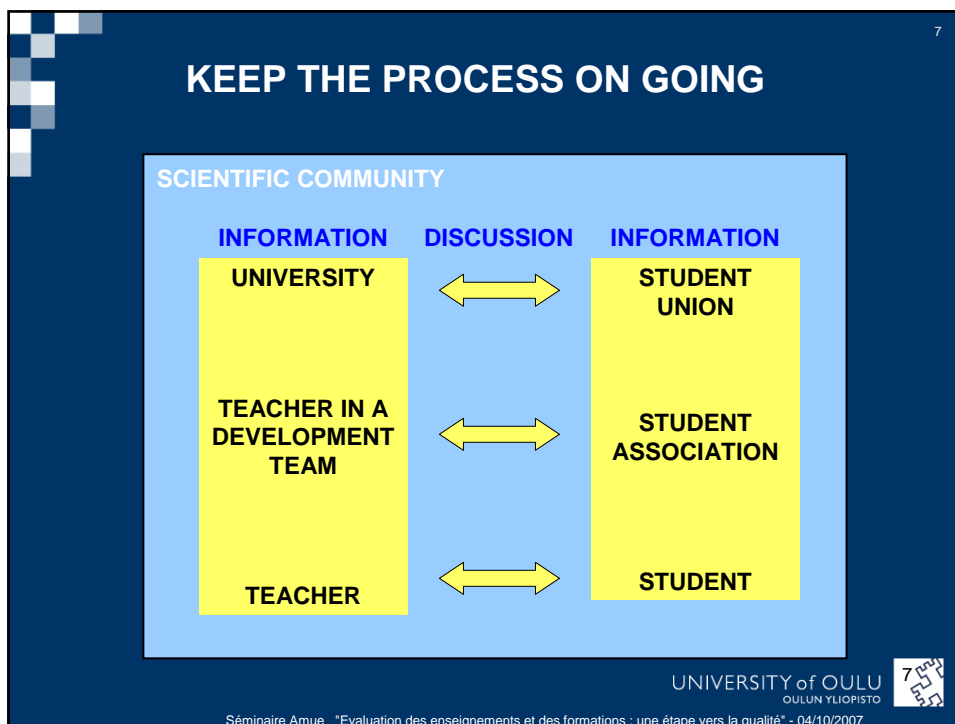 7
KEEP THE PROCESS ON GOING
SCIENTIFIC COMMUNITY
INFORMATION DISCUSSION INFORMATION
UNIVERSITY
STUDENT
UNION
TEACHER IN A
DEVELOPMENT
TEAM
STUDENT
ASSOCIATION
TEACHER
STUDENT
UNIVERSITY of OULU
OULUN YLIOPISTO
7
Séminaire Amue "Evaluation des enseignements et des formations : une étape vers la qualité" - 04/10/2007